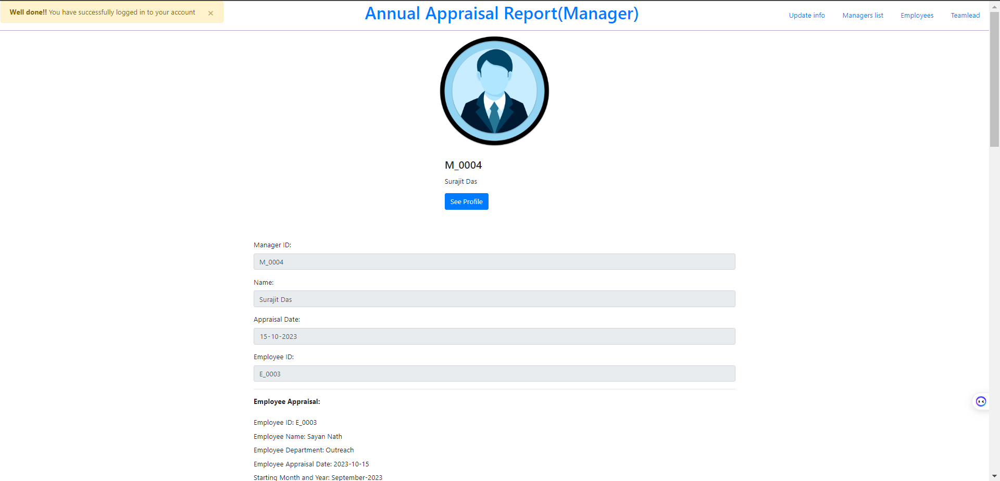 Well done!! You have successfully logged in to your account ×
Annual Appraisal Report(Manager)
Update info Managers list Employees Teamlead
M_0004
Surajit Das
See Profile
Manager ID:
M_0004
Name:
Surajit Das
Appraisal Date:
15-10-2023
Employee ID:
E_0003
Employee Appraisal:
Employee ID: E_0003
Employee Name: Sayan Nath
Employee Department: Outreach
Employee Appraisal Date: 2023-10-15
Starting Month and Year: September-2023